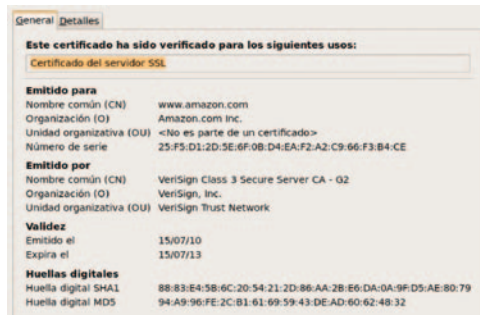 General Detalles
Este certificado ha sido verificado para los siguientes usos:
Certificado del servidor SSL
Emitido para
Nombre común (CN) www.amazon.com
Organización (O) Amazon.com Inc.
Unidad organizativa (OU) <No es parte de un certificado>
Número de serie 25:F5:D1:2D:5E:6F:0B:D4:EA:F2:A2:C9:66:F3:B4:CE
Emitido por
Nombre común (CN) VeriSign Class 3 Secure Server CA - G2
Organización (O) VeriSign, Inc.
Unidad organizativa (OU) VeriSign Trust Network
Validez
Emitido el 15/07/10
Expira el 15/07/13
Huellas digitales
Huella digital SHA1 88:83:E4:5B:6C:20:54:21:2D:86:AA:2B:E6:DA:0A:9F:D5:AE:80:79
Huella digital MD5 94:A9:96:FE:2C:B1:61:69:59:43:DE:AD:60:62:48:32